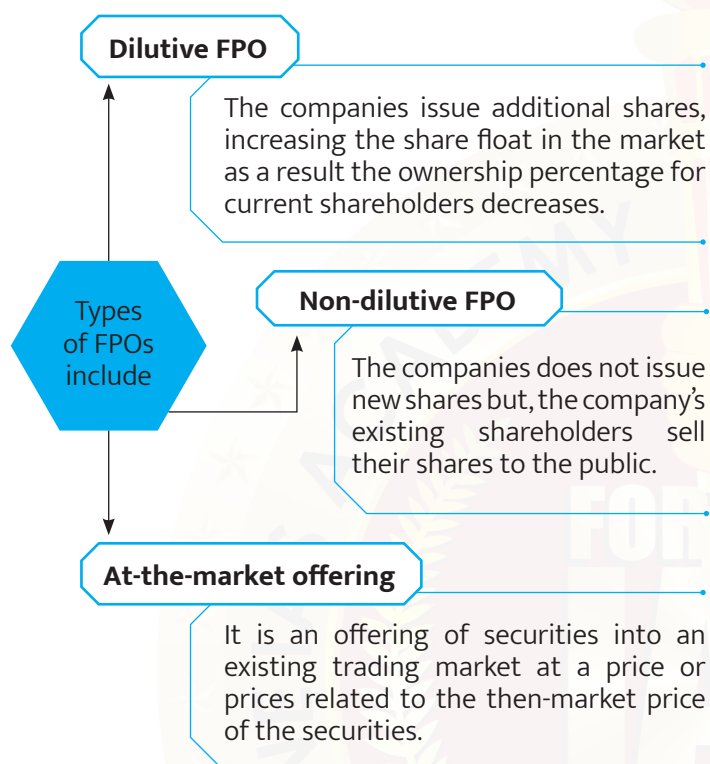 Dilutive FPO
The companies issue additional shares,
increasing the share float in the market
as a result the ownership percentage for
current shareholders decreases.
Types
of FPOs
include
Non-dilutive FPO
The companies does not issue
new shares but, the company's
existing shareholders sell
their shares to the public.
At-the-market offering
It is an offering of securities into an
existing trading market at a price or
prices related to the then-market price
of the securities.
ACADEMY
FOR